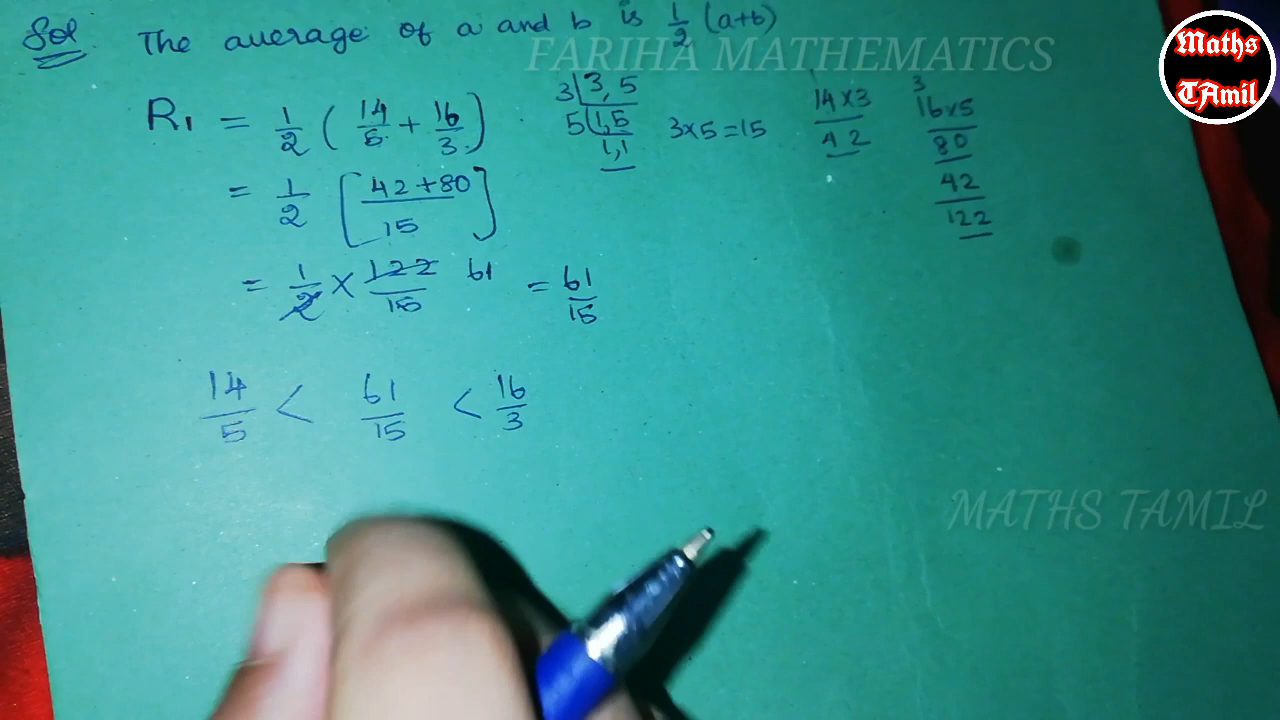 Sol The average of a and b is 1/2 (a+b)
FARIHA MATHEMATICS
Maths
TAmil
R1 = 1/2 ( 14/5 + 16/3 )
3 | 3, 5
5 | 1, 5
1, 1
3×5=15
14×3
42
3
16×5
80
42
122
= 1/2 [ 42+80 / 15 ]
= 1/2 × 122/15 61 = 61/15
14/5 < 61/15 < 16/3
MATHS TAMIL